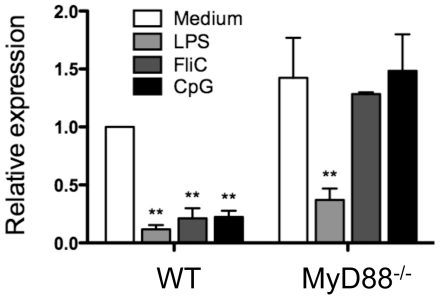 Relative expression
2.0
1.5
1.0
0.5
0.0
Medium
LPS
FliC
CpG
** ** **
**
WT MyD88-/-